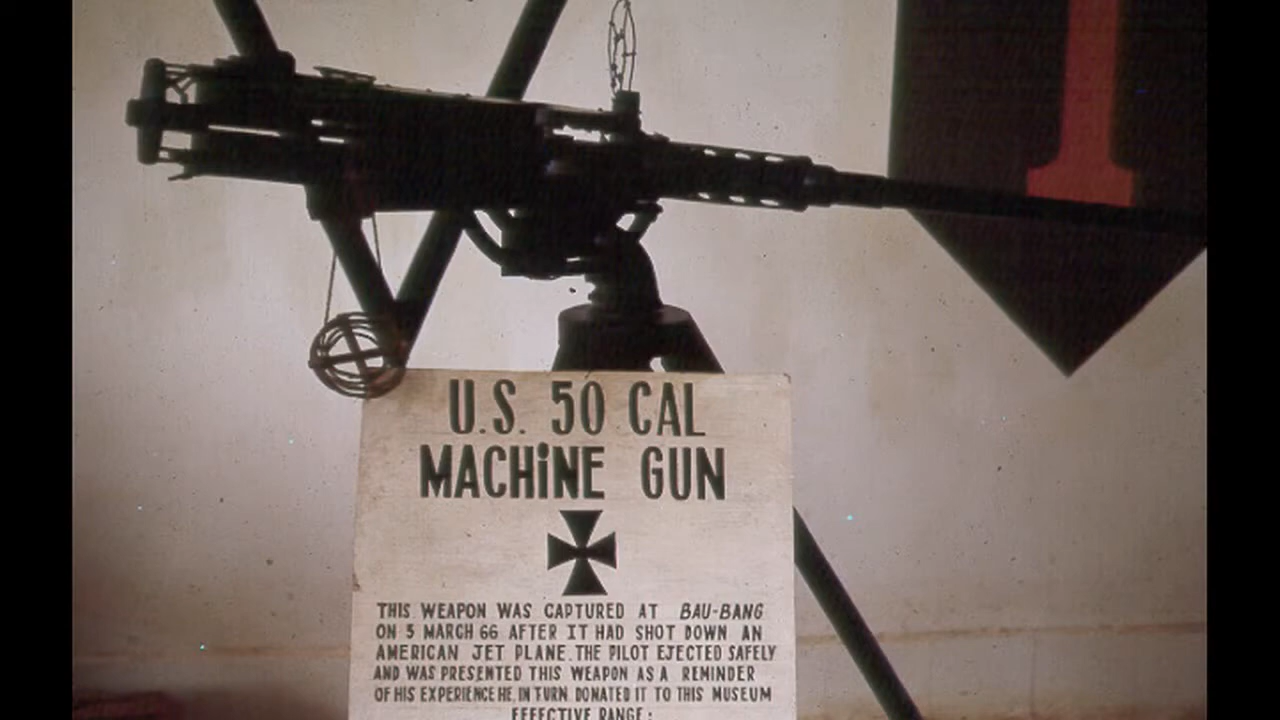 U.S. 50 CAL
MACHiNE GUN
THIS WEAPON WAS CAPTURED AT BAU-BANG
ON 5 MARCH 66 AFTER IT HAD SHOT DOWN AN
AMERICAN JET PLANE. THE PILOT EJECTED SAFELY
AND WAS PRESENTED THIS WEAPON AS A REMINDER
OF HIS EXPERIENCE HE, IN TURN, DONATED IT TO THIS MUSEUM
EFFECTIVE RANGE: